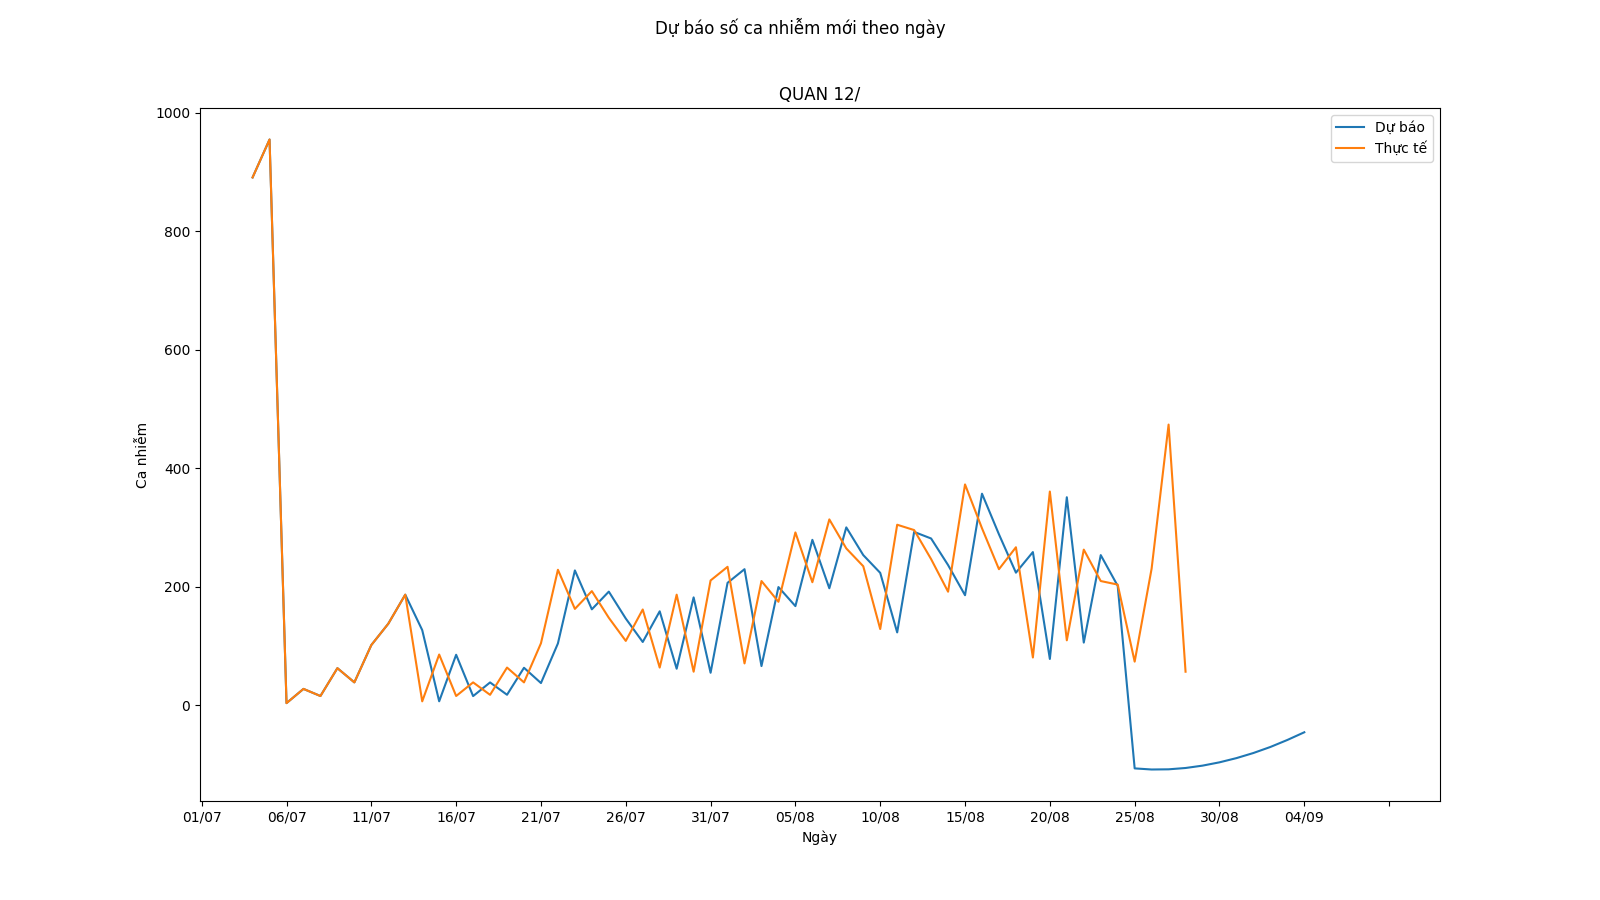 Dự báo số ca nhiễm mới theo ngày
QUAN 12/
Dự báo
Thực tế
1000
800
600
400
200
0
Ca nhiễm
01/07 06/07 11/07 16/07 21/07 26/07 31/07 05/08 10/08 15/08 20/08 25/08 30/08 04/09
Ngày